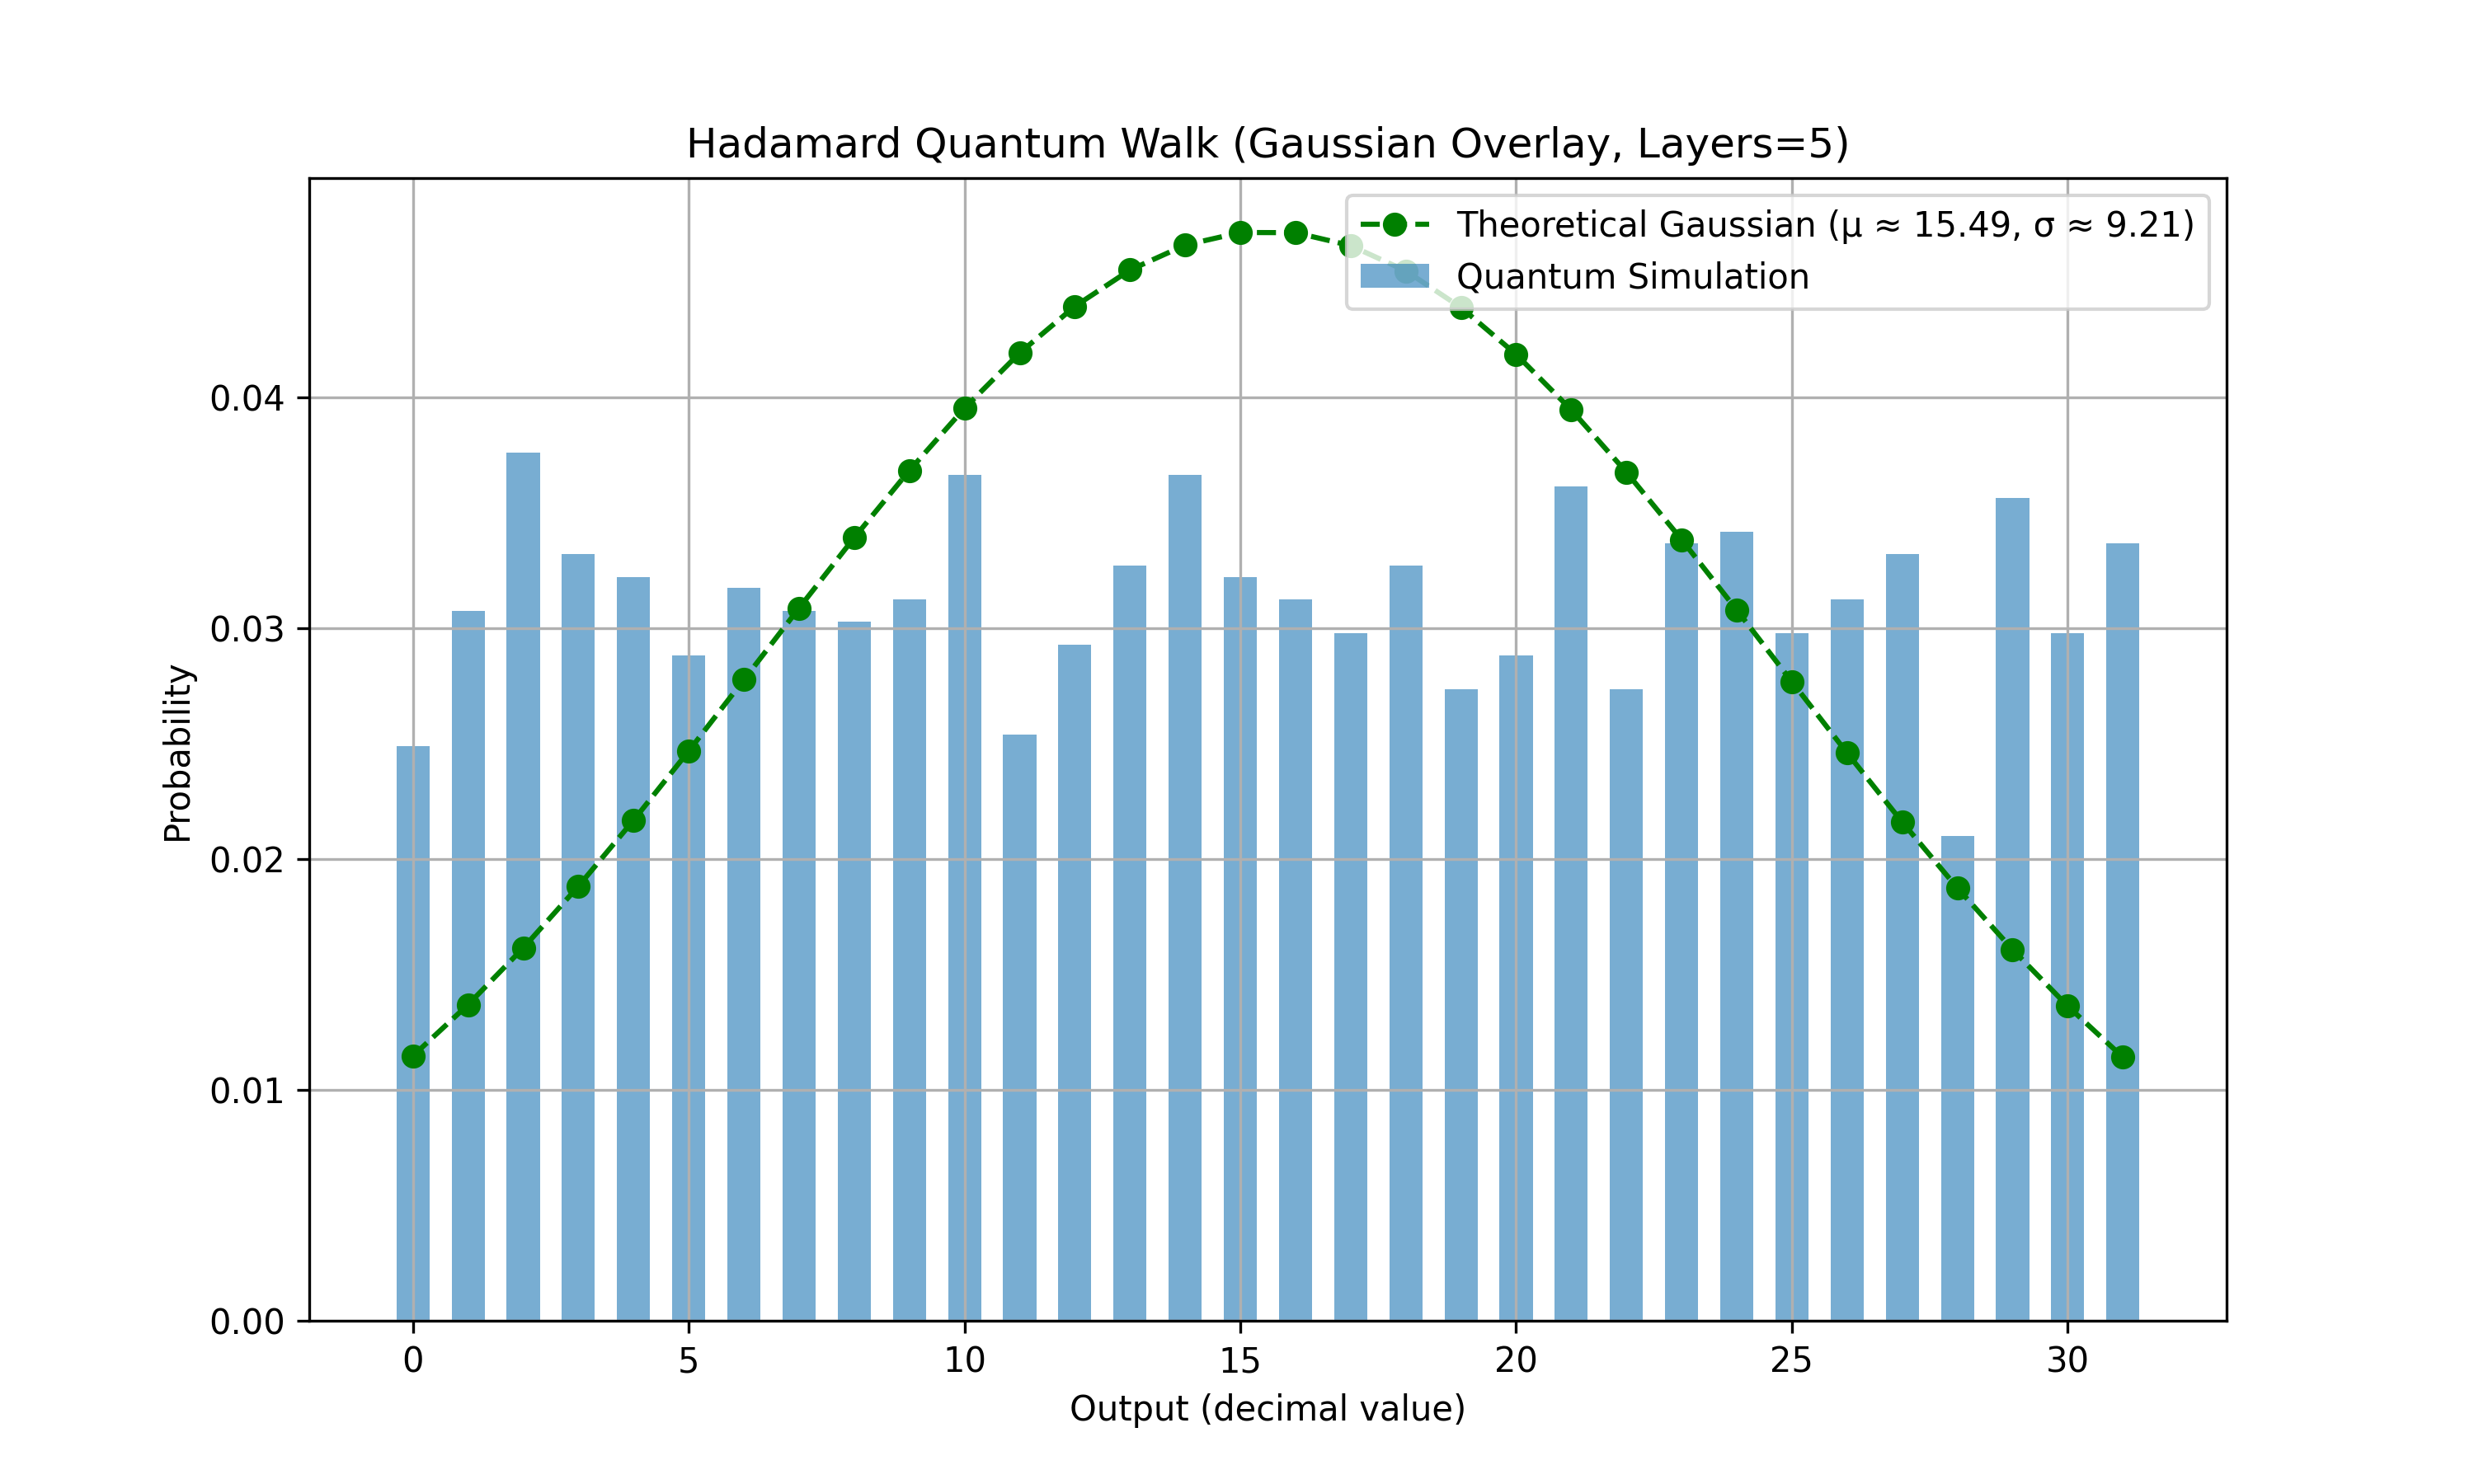 Hadamard Quantum Walk (Gaussian Overlay, Layers=5)
Theoretical Gaussian (μ ≈ 15.49, σ ≈ 9.21)
Quantum Simulation
Probability
0.04
0.03
0.02
0.01
0.00
0 5 10 15 20 25 30
Output (decimal value)